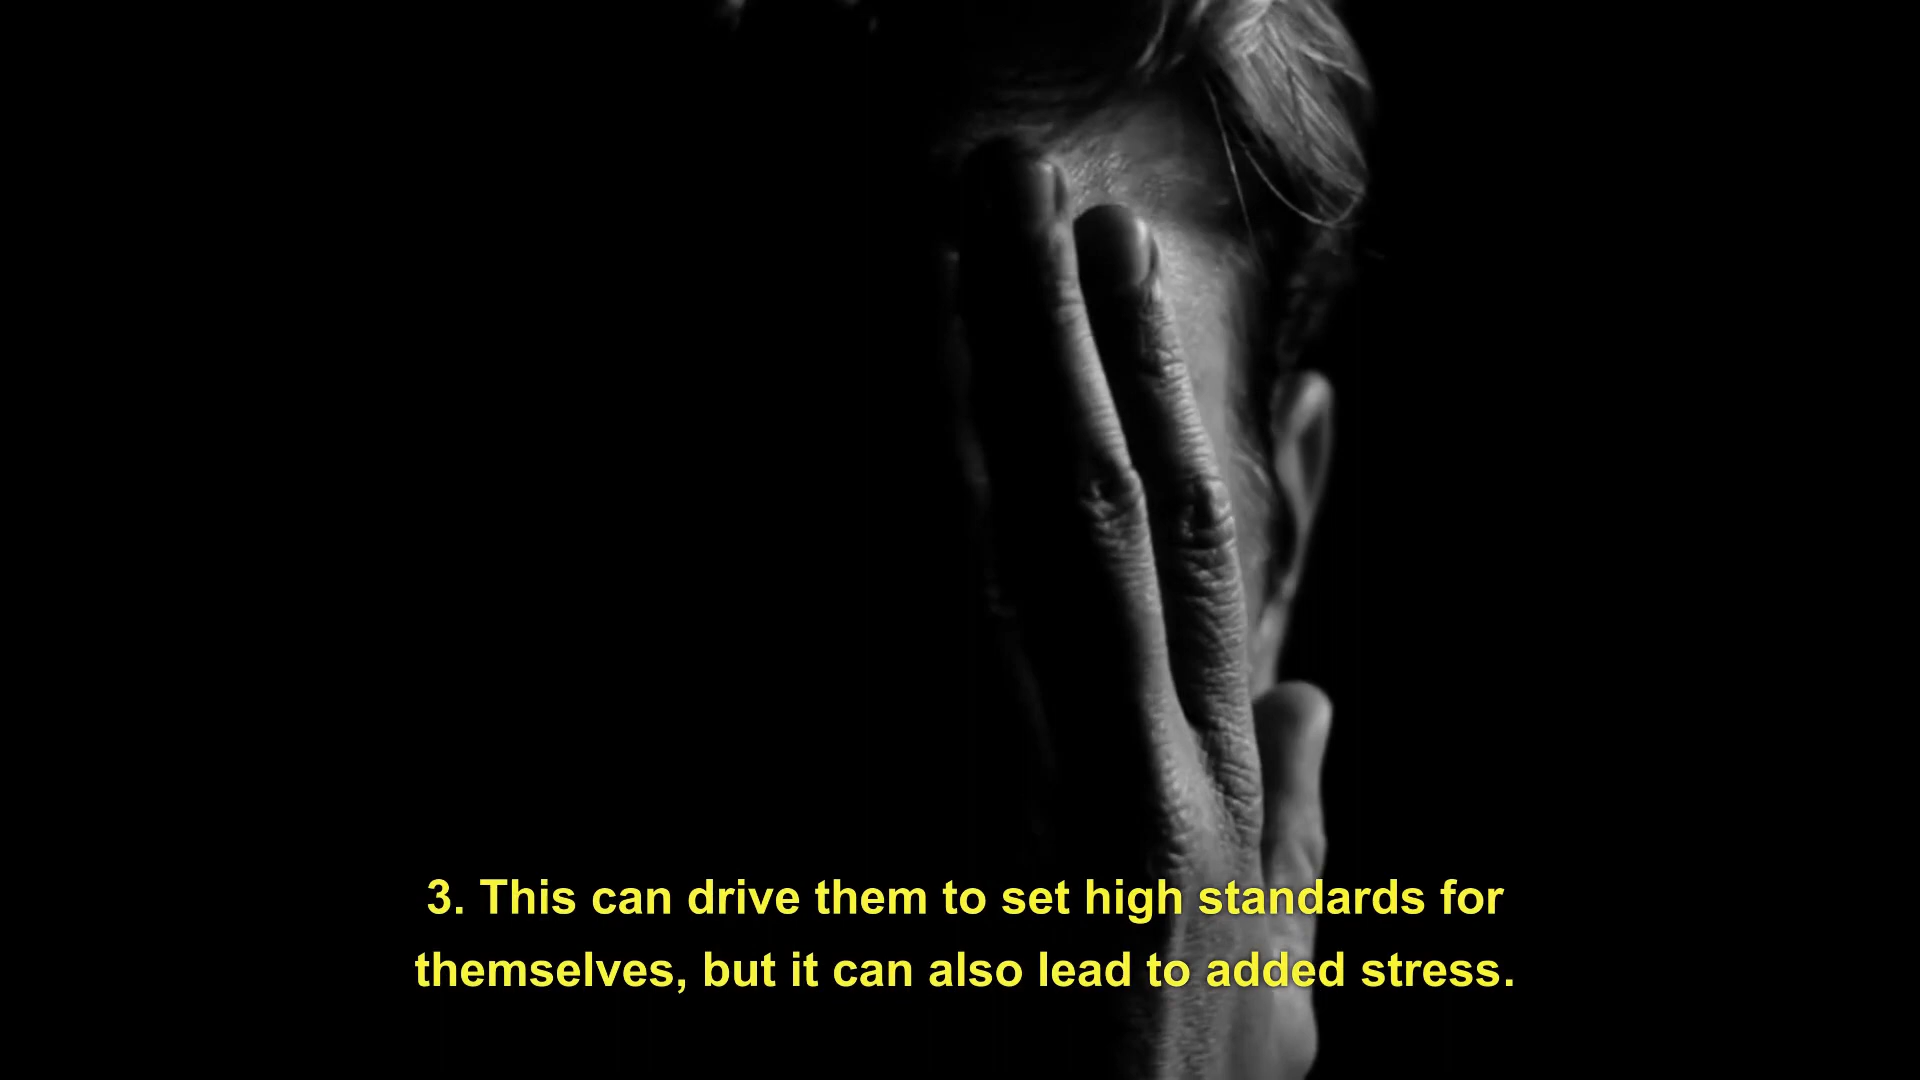 3. This can drive them to set high standards for
themselves, but it can also lead to added stress.